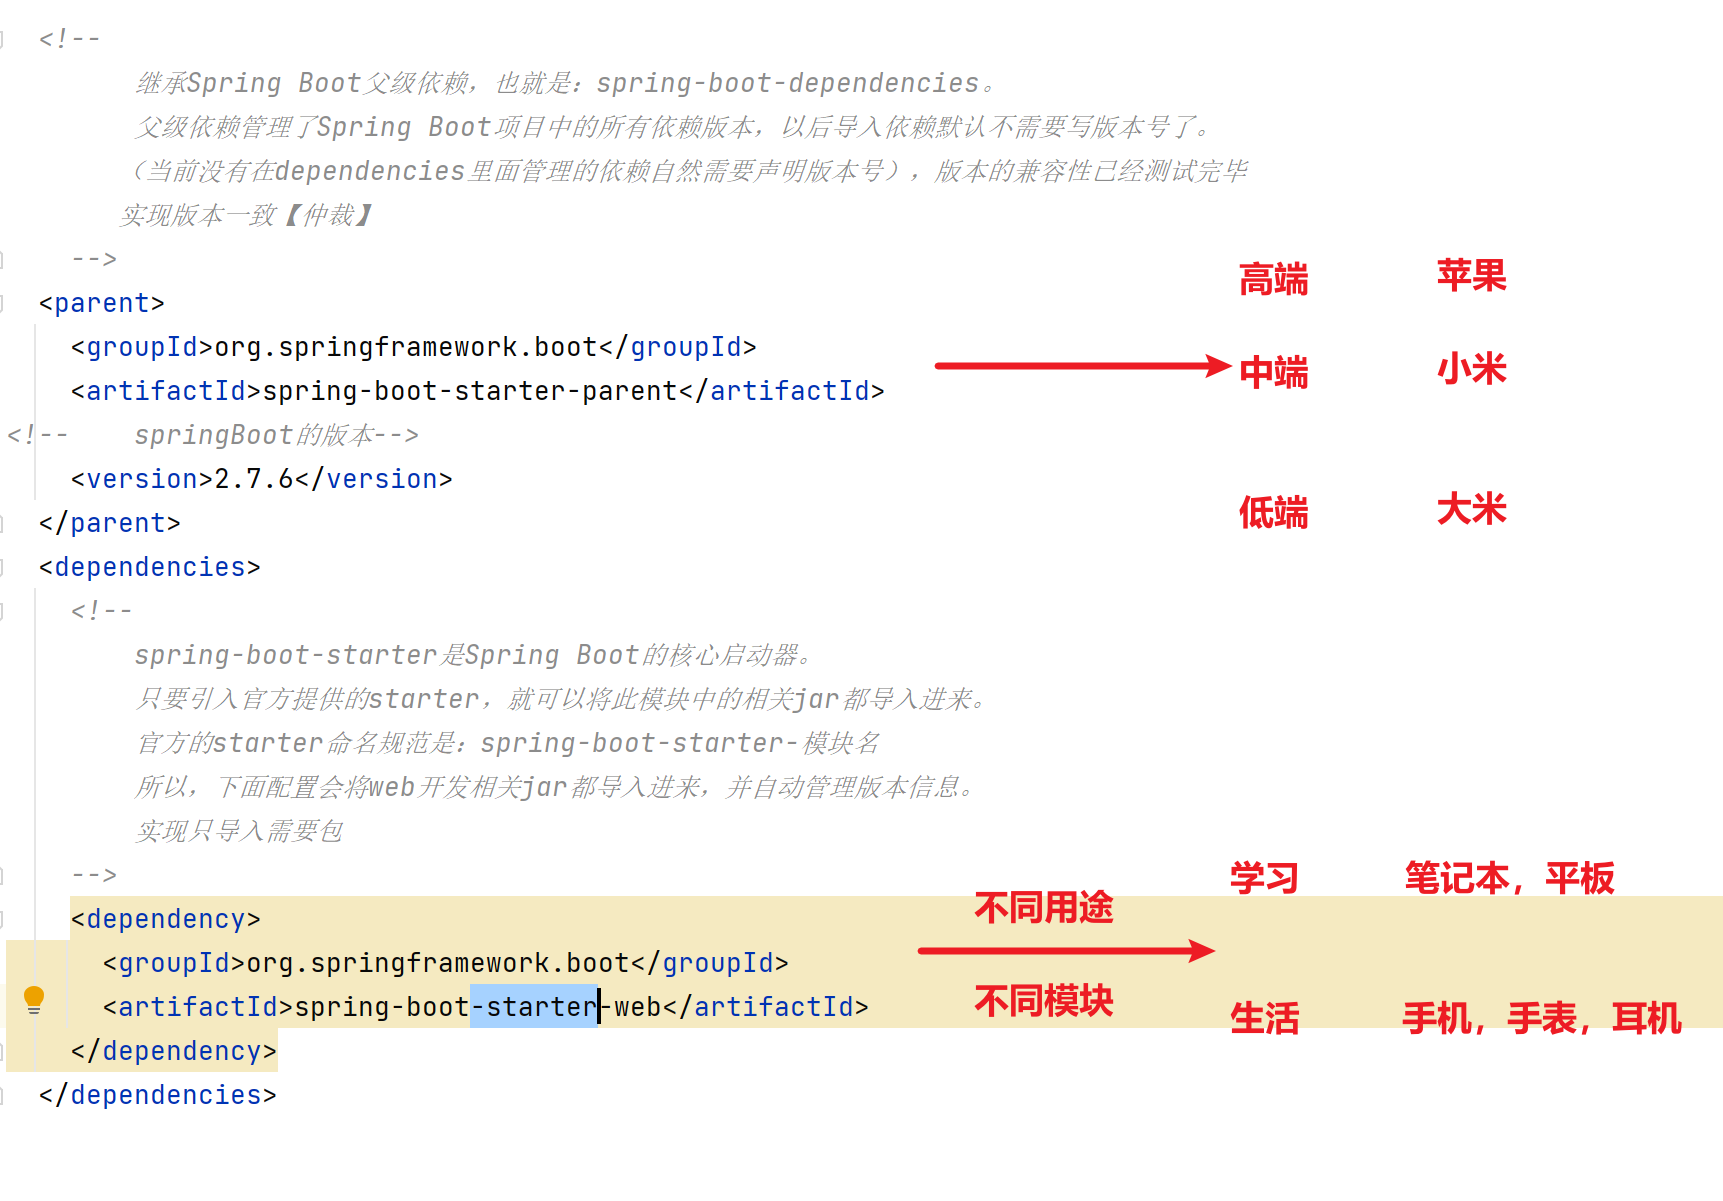 <!--
继承Spring Boot父级依赖，也就是：spring-boot-dependencies。
父级依赖管理了Spring Boot项目中的所有依赖版本，以后导入依赖默认不需要写版本号了。
（当前没有在dependencies里面管理的依赖自然需要声明版本号），版本的兼容性已经测试完毕
实现版本一致【仲裁】
-->
高端 苹果
<parent>
<groupId>org.springframework.boot</groupId>
中端 小米
<artifactId>spring-boot-starter-parent</artifactId>
<!-- springBoot的版本-->
<version>2.7.6</version>
低端 大米
</parent>
<dependencies>
<!--
spring-boot-starter是Spring Boot的核心启动器。
只要引入官方提供的starter，就可以将此模块中的相关jar都导入进来。
官方的starter命名规范是：spring-boot-starter-模块名
所以，下面配置会将web开发相关jar都导入进来，并自动管理版本信息。
实现只导入需要包
-->
学习 笔记本，平板
不同用途
<dependency>
<groupId>org.springframework.boot</groupId>
<artifactId>spring-boot-starter-web</artifactId>
不同模块
生活 手机，手表，耳机
</dependency>
</dependencies>